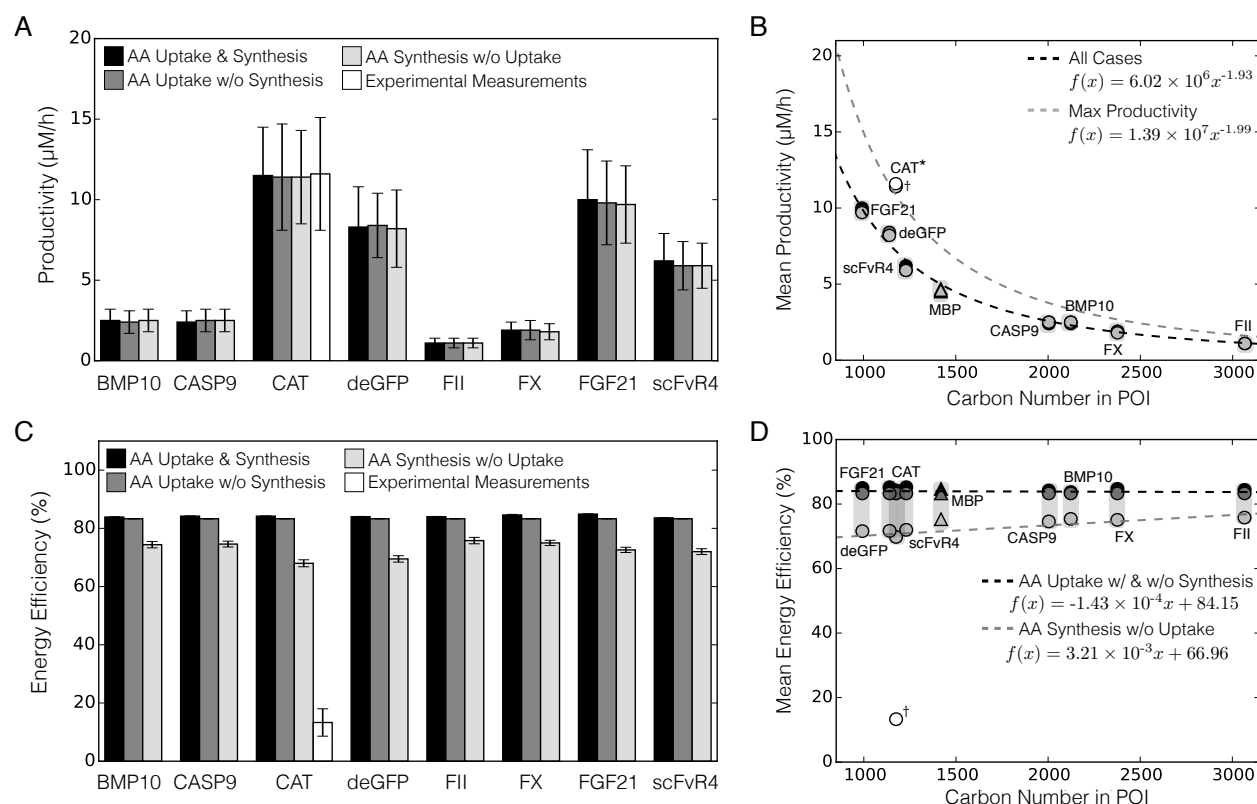 A
20
15
10
5
0
Productivity (μM/h)
AA Uptake & Synthesis
AA Uptake w/o Synthesis
AA Synthesis w/o Uptake
Experimental Measurements
BMP10 CASP9 CAT deGFP FII FX FGF21 scFvR4
B
20
15
10
5
0
Mean Productivity (μM/h)
All Cases
f(x) = 6.02 × 10^6x^-1.93
Max Productivity
f(x) = 1.39 × 10^7x^-1.99
CAT*
†
FGF21
deGFP
scFvR4
MBP
CASP9
BMP10
FX
FII
1000 1500 2000 2500 3000
Carbon Number in POI
C
100
80
60
40
20
0
Energy Efficiency (%)
AA Uptake & Synthesis
AA Uptake w/o Synthesis
AA Synthesis w/o Uptake
Experimental Measurements
BMP10 CASP9 CAT deGFP FII FX FGF21 scFvR4
D
100
80
60
40
20
0
Mean Energy Efficiency (%)
FGF21 CAT
MBP
BMP10
deGFP
scFvR4
CASP9
FX
FII
AA Uptake w/ & w/o Synthesis
f(x) = -1.43 × 10^-4x + 84.15
AA Synthesis w/o Uptake
f(x) = 3.21 × 10^-3x + 66.96
†
1000 1500 2000 2500 3000
Carbon Number in POI